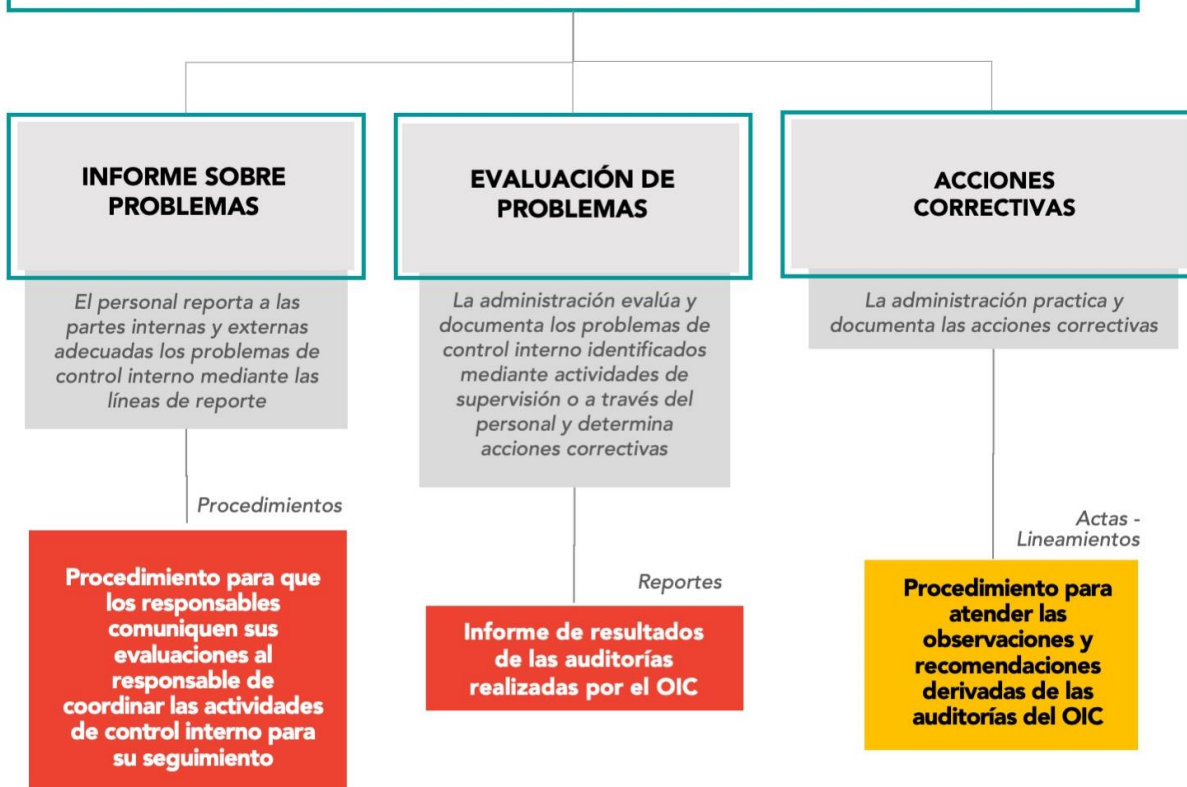 INFORME SOBRE
PROBLEMAS
El personal reporta a las
partes internas y externas
adecuadas los problemas de
control interno mediante las
líneas de reporte
Procedimientos
Procedimiento para que
los responsables
comuniquen sus
evaluaciones al
responsable de
coordinar las actividades
de control interno para
su seguimiento
EVALUACIÓN DE
PROBLEMAS
La administración evalúa y
documenta los problemas de
control interno identificados
mediante actividades de
supervisión o a través del
personal y determina
acciones correctivas
Reportes
Informe de resultados
de las auditorías
realizadas por el OIC
ACCIONES
CORRECTIVAS
La administración practica y
documenta las acciones correctivas
Actas -
Lineamientos
Procedimiento para
atender las
observaciones y
recomendaciones
derivadas de las
auditorías del OIC